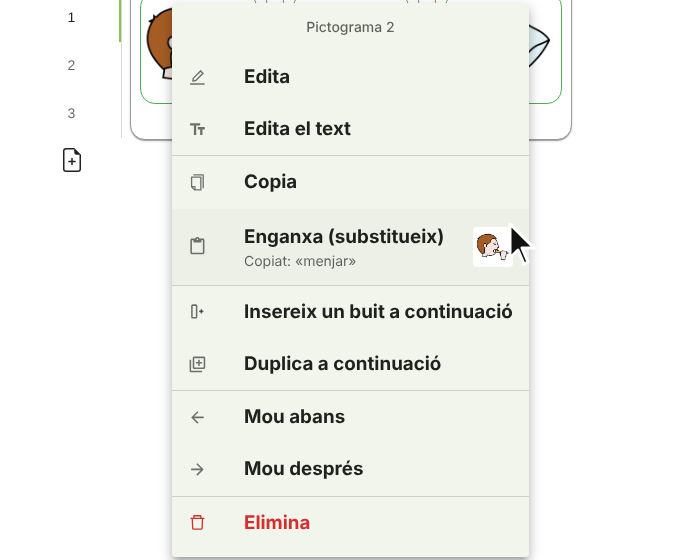 1
2
3
Pictograma 2
Edita
Edita el text
Copia
Enganxa (substitueix)
Copiat: «menjar»
Insereix un buit a continuació
Duplica a continuació
Mou abans
Mou després
Elimina